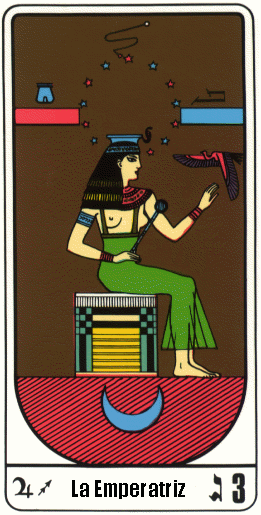 ♃ ♐ La Emperatriz ג 3